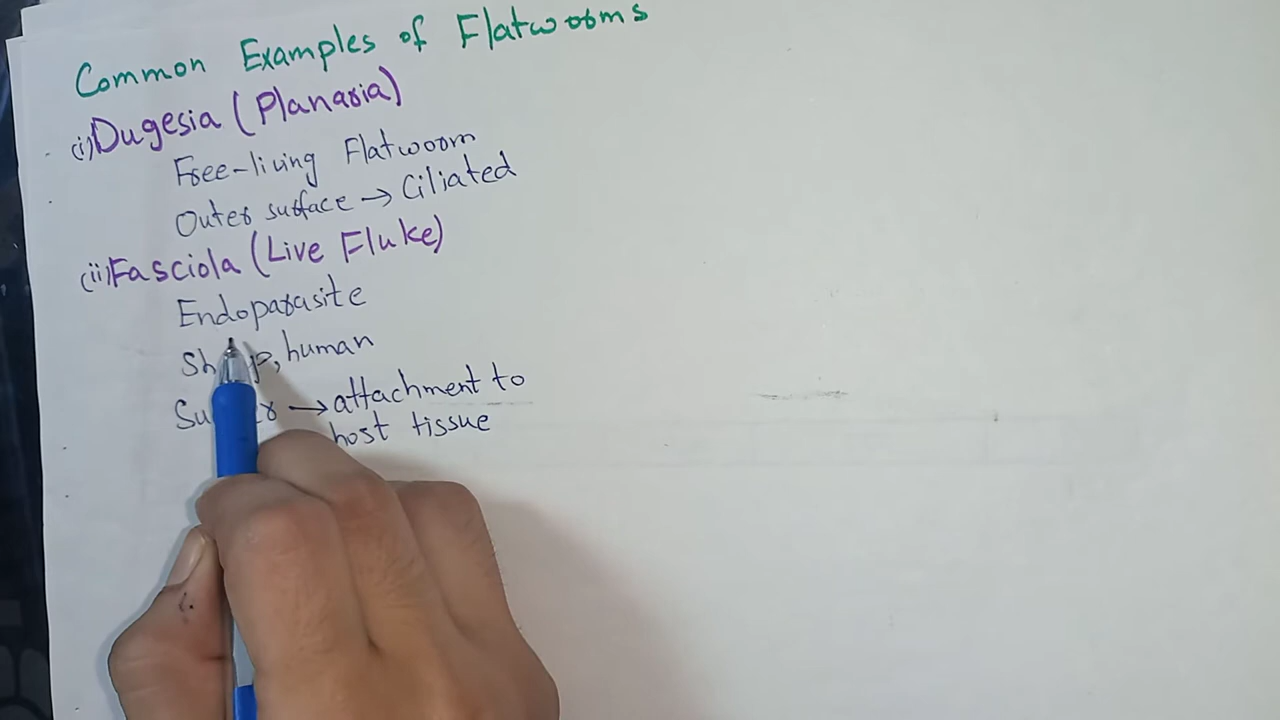 Common Examples of Flatworms
(i) Dugesia (Planaria)
Free-living Flatworm
Outer surface → Ciliated
(ii) Fasciola (Live Fluke)
Endoparasite
human
→ attachment to
host tissue